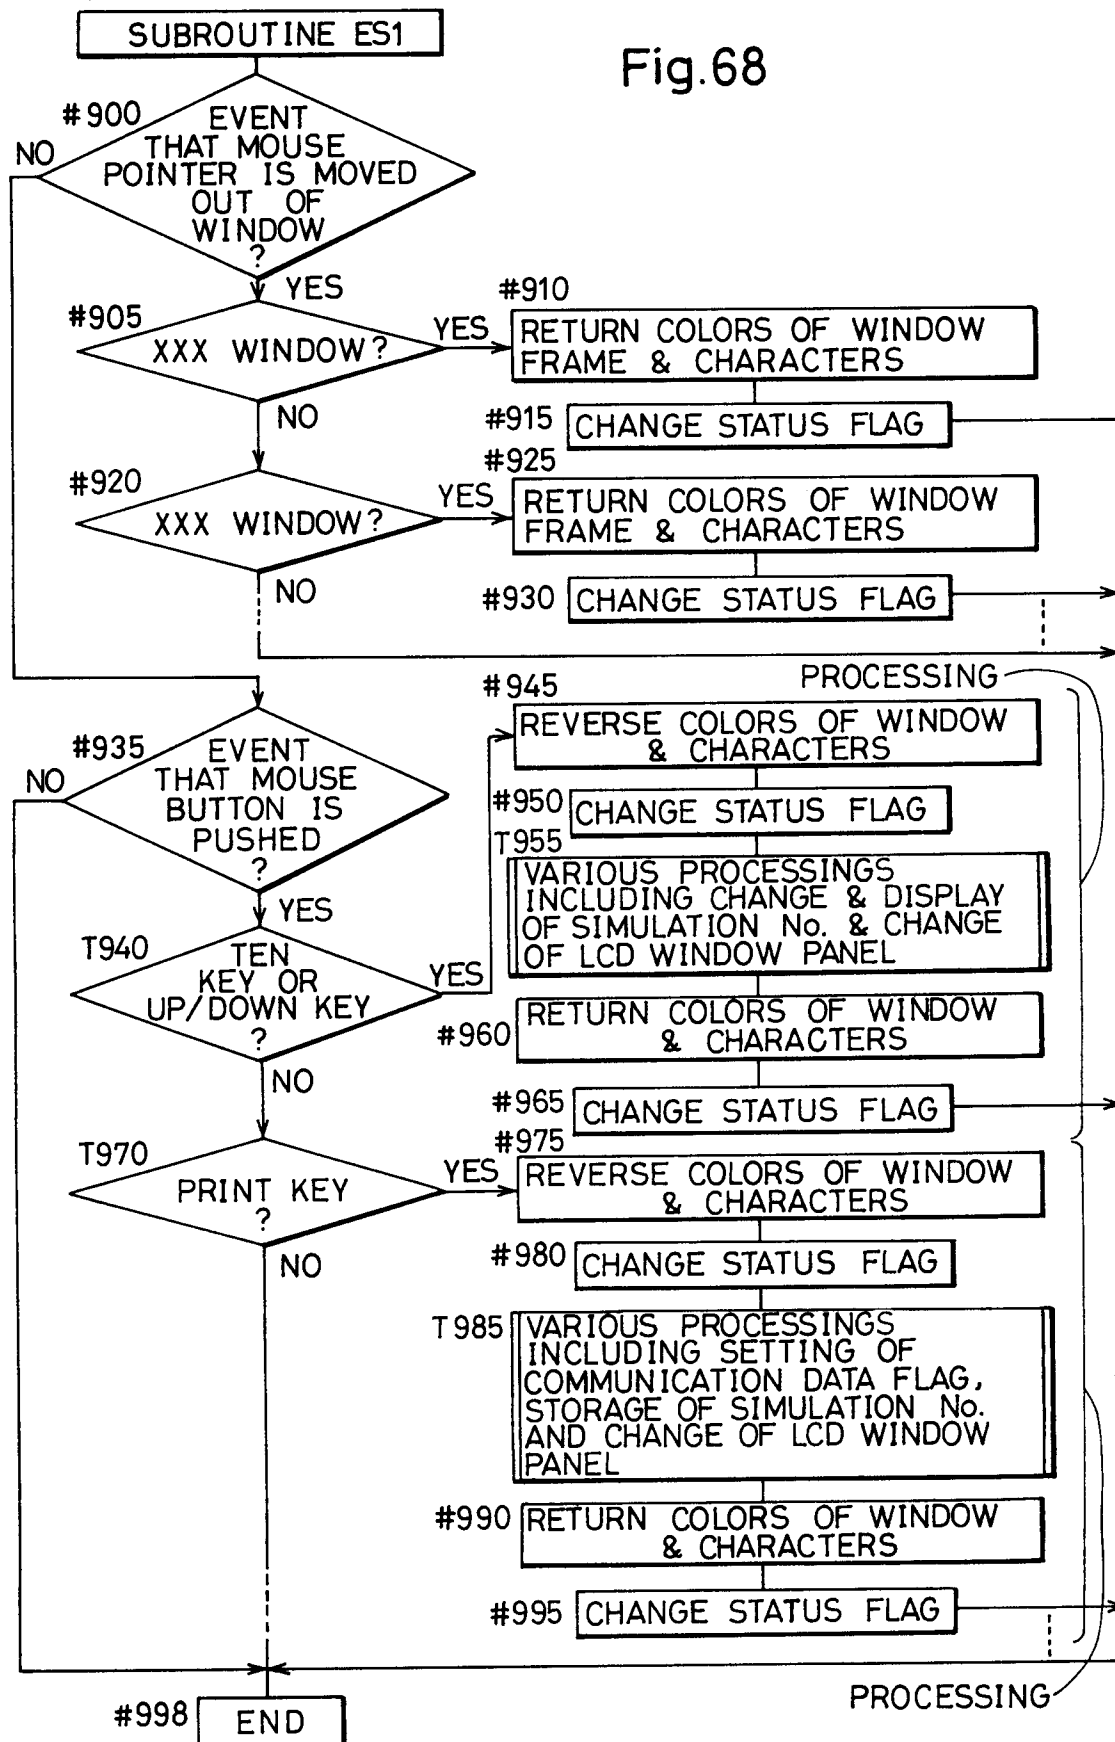 SUBROUTINE ES1
Fig.68
#900
EVENT
THAT MOUSE
POINTER IS MOVED
OUT OF
WINDOW
?
NO
YES
#905
XXX WINDOW?
YES
#910
RETURN COLORS OF WINDOW
FRAME & CHARACTERS
NO
#915
CHANGE STATUS FLAG
#920
XXX WINDOW?
YES
#925
RETURN COLORS OF WINDOW
FRAME & CHARACTERS
NO
#930
CHANGE STATUS FLAG
PROCESSING
#935
EVENT
THAT MOUSE
BUTTON IS
PUSHED
?
NO
YES
#945
REVERSE COLORS OF WINDOW
& CHARACTERS
#950
CHANGE STATUS FLAG
T955
VARIOUS PROCESSINGS
INCLUDING CHANGE & DISPLAY
OF SIMULATION No. & CHANGE
OF LCD WINDOW PANEL
T940
TEN
KEY OR
UP/DOWN KEY
?
YES
NO
#960
RETURN COLORS OF WINDOW
& CHARACTERS
#965
CHANGE STATUS FLAG
T970
PRINT KEY
?
YES
NO
#975
REVERSE COLORS OF WINDOW
& CHARACTERS
#980
CHANGE STATUS FLAG
T985
VARIOUS PROCESSINGS
INCLUDING SETTING OF
COMMUNICATION DATA FLAG,
STORAGE OF SIMULATION No.
AND CHANGE OF LCD WINDOW
PANEL
#990
RETURN COLORS OF WINDOW
& CHARACTERS
#995
CHANGE STATUS FLAG
PROCESSING
#998
END